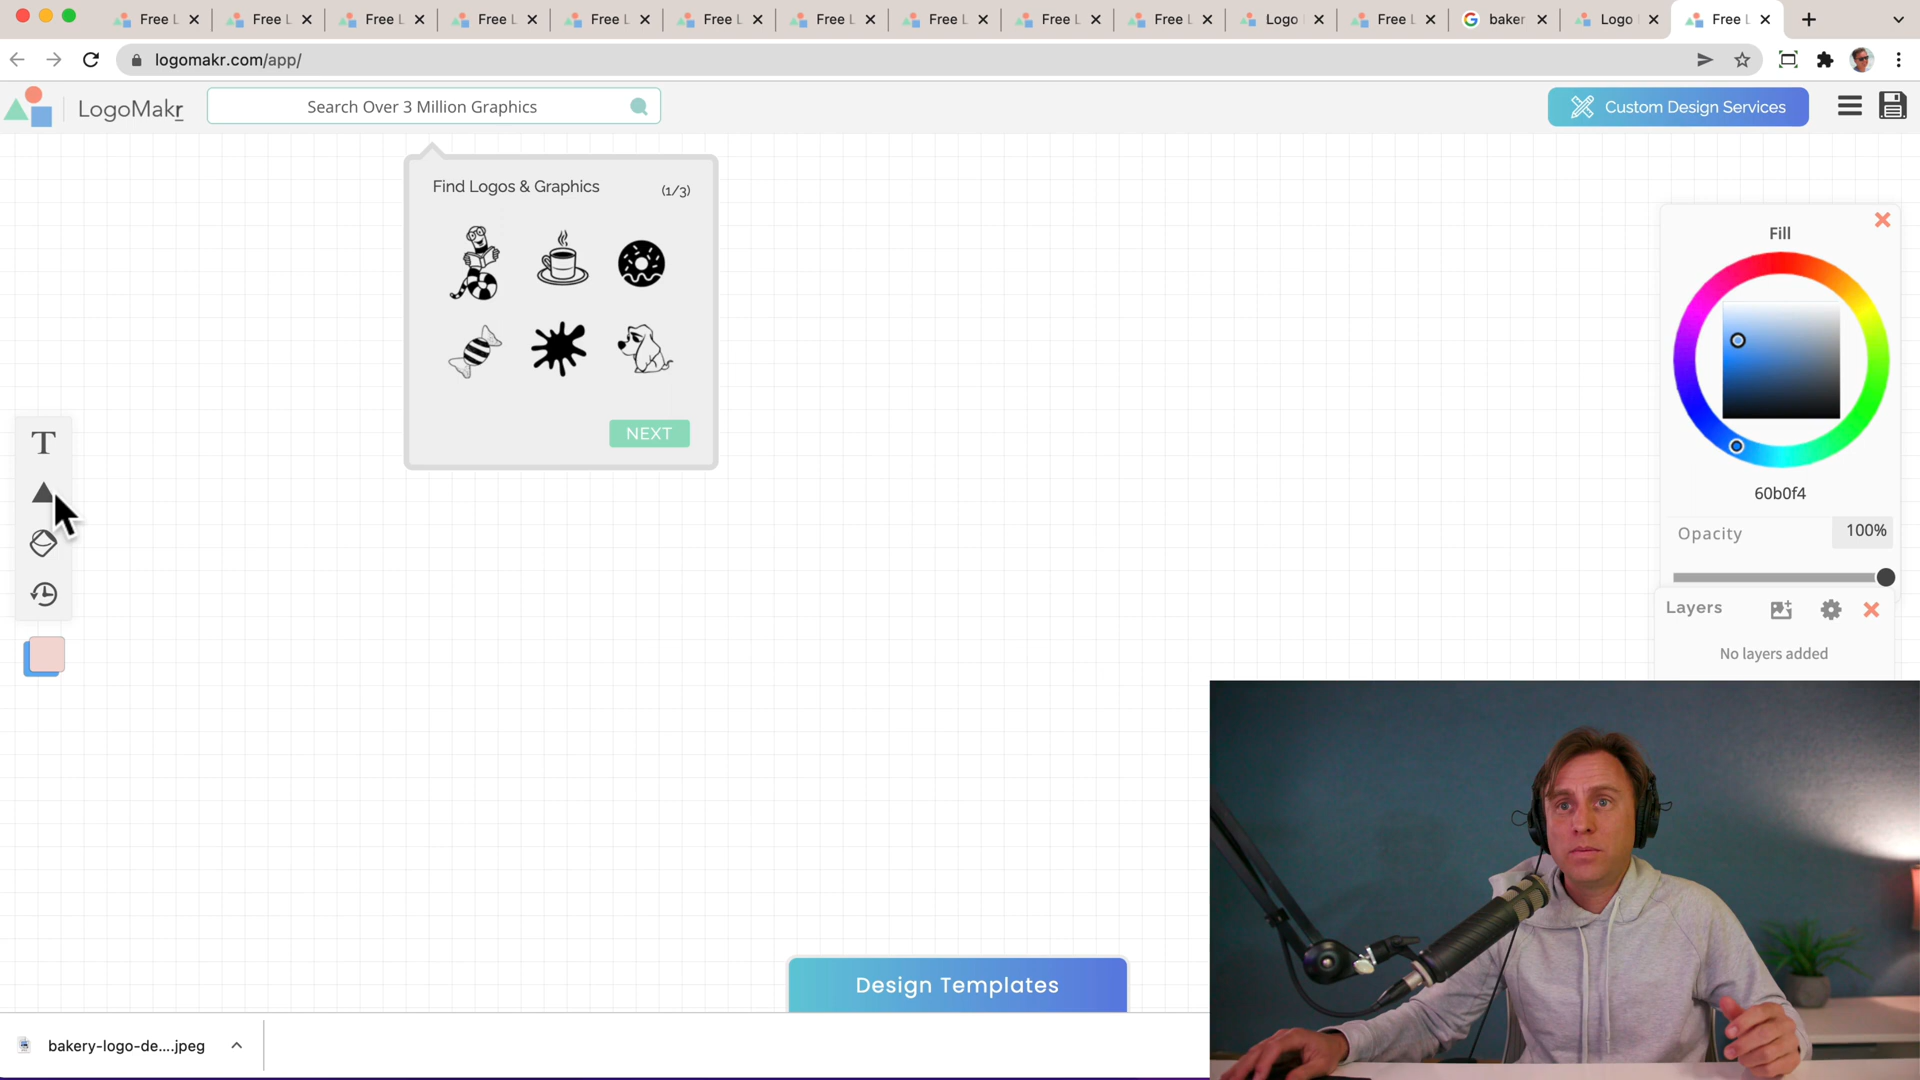 Free L
Free L
Free L
Free L
Free L
Free L
Free L
Free L
Free L
Free L
Logo
Free L
baker
Logo
Free L
logomakr.com/app/
LogoMakr
Search Over 3 Million Graphics
Custom Design Services
Find Logos & Graphics
(1/3)
NEXT
Fill
60b0f4
Opacity
100%
Layers
No layers added
T
Design Templates
bakery-logo-de....jpeg